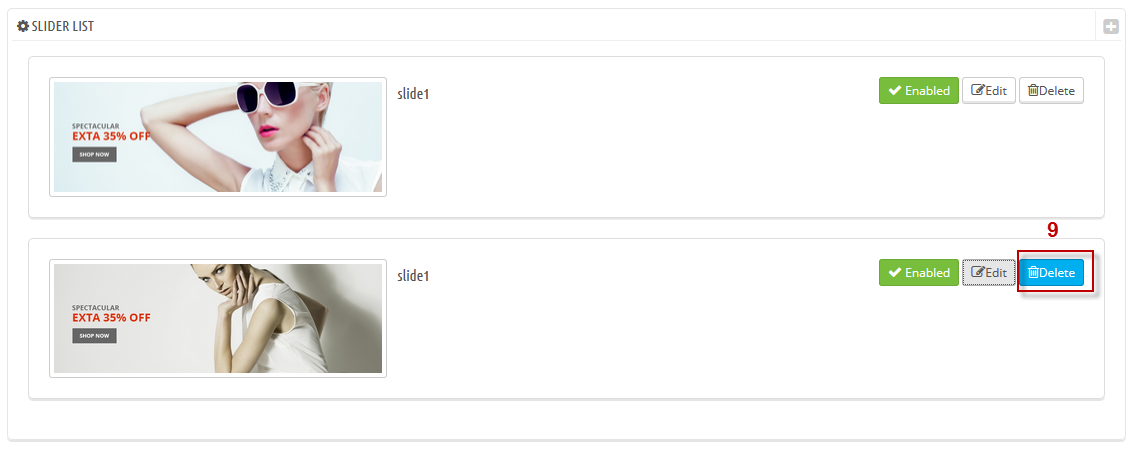 SLIDER LIST
SPECTACULAR
EXTA 35% OFF
SHOP NOW
slide1
Enabled
Edit
Delete
9
SPECTACULAR
EXTA 35% OFF
SHOP NOW
slide1
Enabled
Edit
Delete